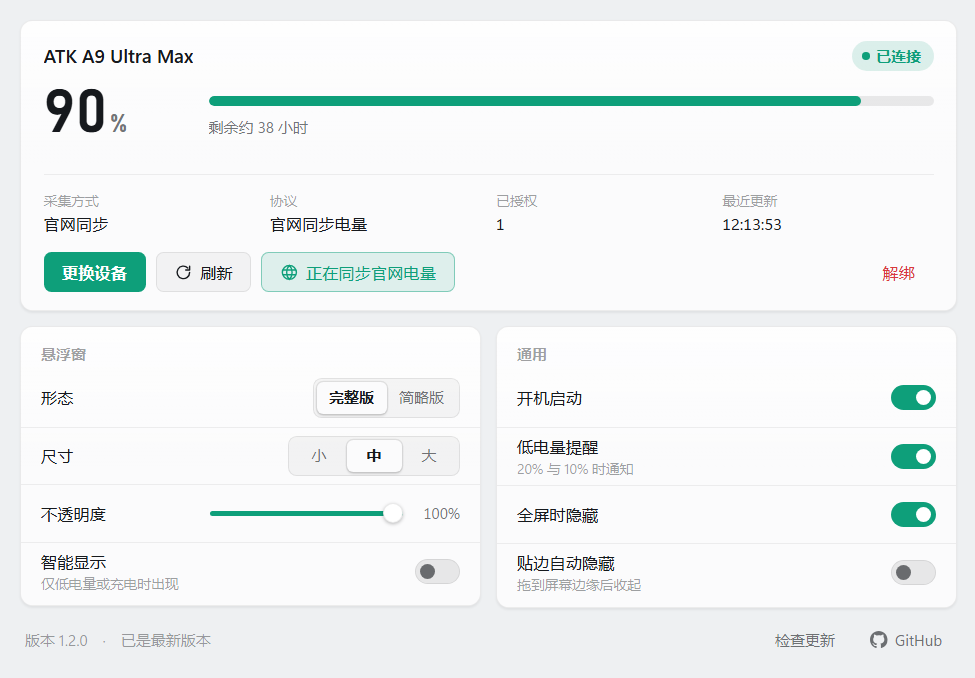 ATK A9 Ultra Max
已连接
90%
剩余约 38 小时
采集方式 协议 已授权 最近更新
官网同步 官网同步电量 1 12:13:53
更换设备 刷新 正在同步官网电量 解绑
悬浮窗
形态 完整版 简略版
尺寸 小 中 大
不透明度 100%
智能显示
仅低电量或充电时出现
通用
开机启动
低电量提醒
20% 与 10% 时通知
全屏时隐藏
贴边自动隐藏
拖到屏幕边缘后收起
版本 1.2.0 · 已是最新版本 检查更新 GitHub